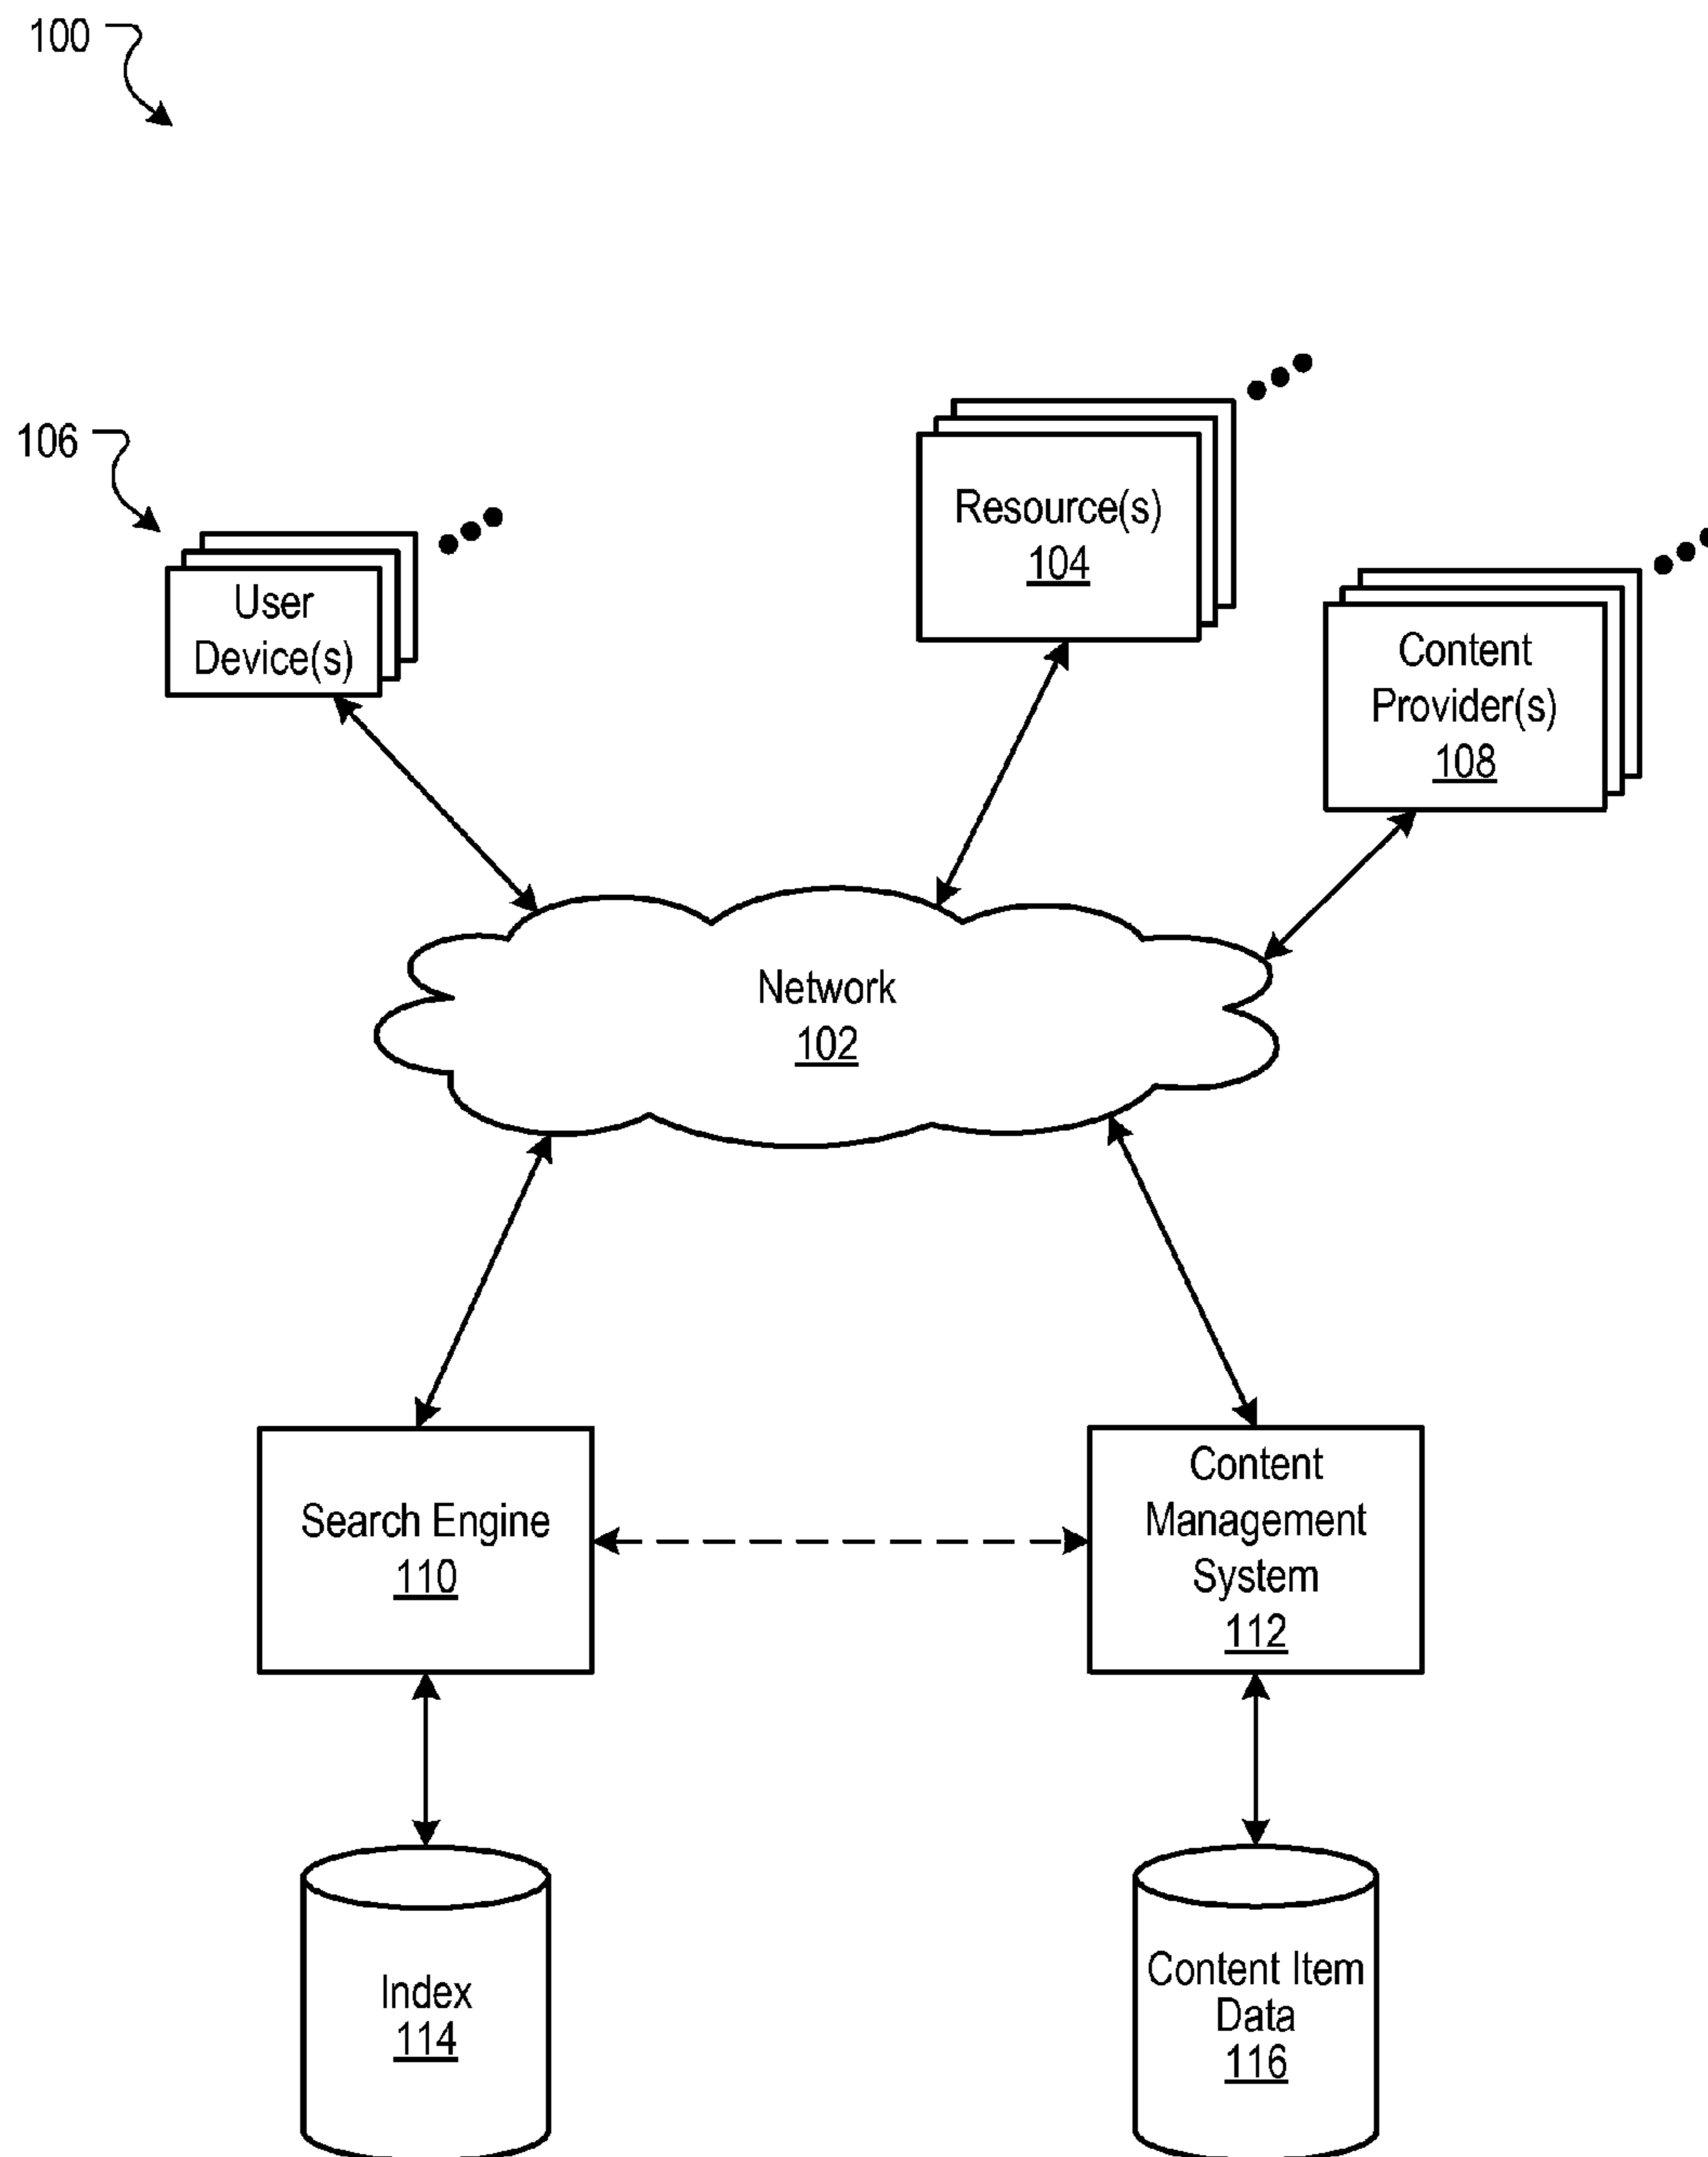 100
106
User
Device(s)
Resource(s)
104
Content
Provider(s)
108
Network
102
Search Engine
110
Content
Management
System
112
Index
114
Content Item
Data
116